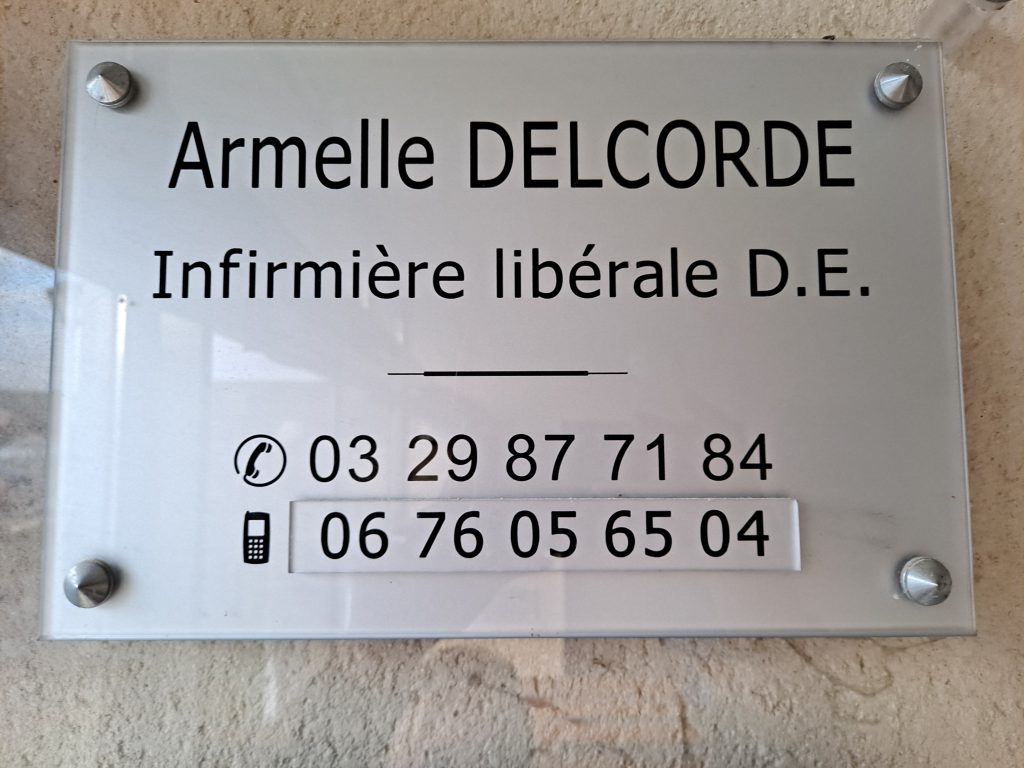 Armelle DELCORDE
Infirmière libérale D.E.
03 29 87 71 84
06 76 05 65 04